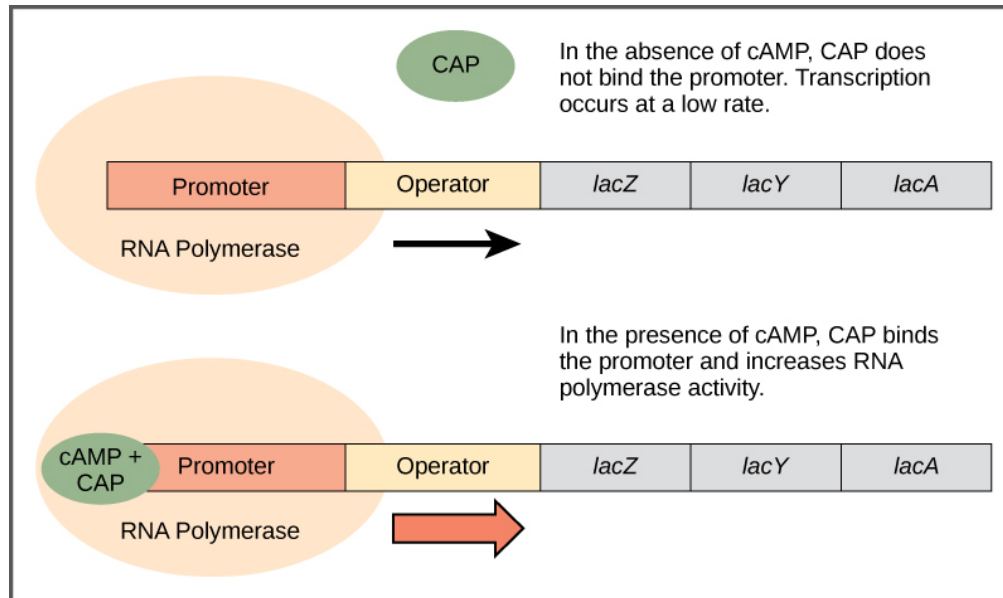 CAP
In the absence of cAMP, CAP does
not bind the promoter. Transcription
occurs at a low rate.
Promoter
Operator
lacZ
lacY
lacA
RNA Polymerase
In the presence of cAMP, CAP binds
the promoter and increases RNA
polymerase activity.
cAMP +
CAP
Promoter
Operator
lacZ
lacY
lacA
RNA Polymerase